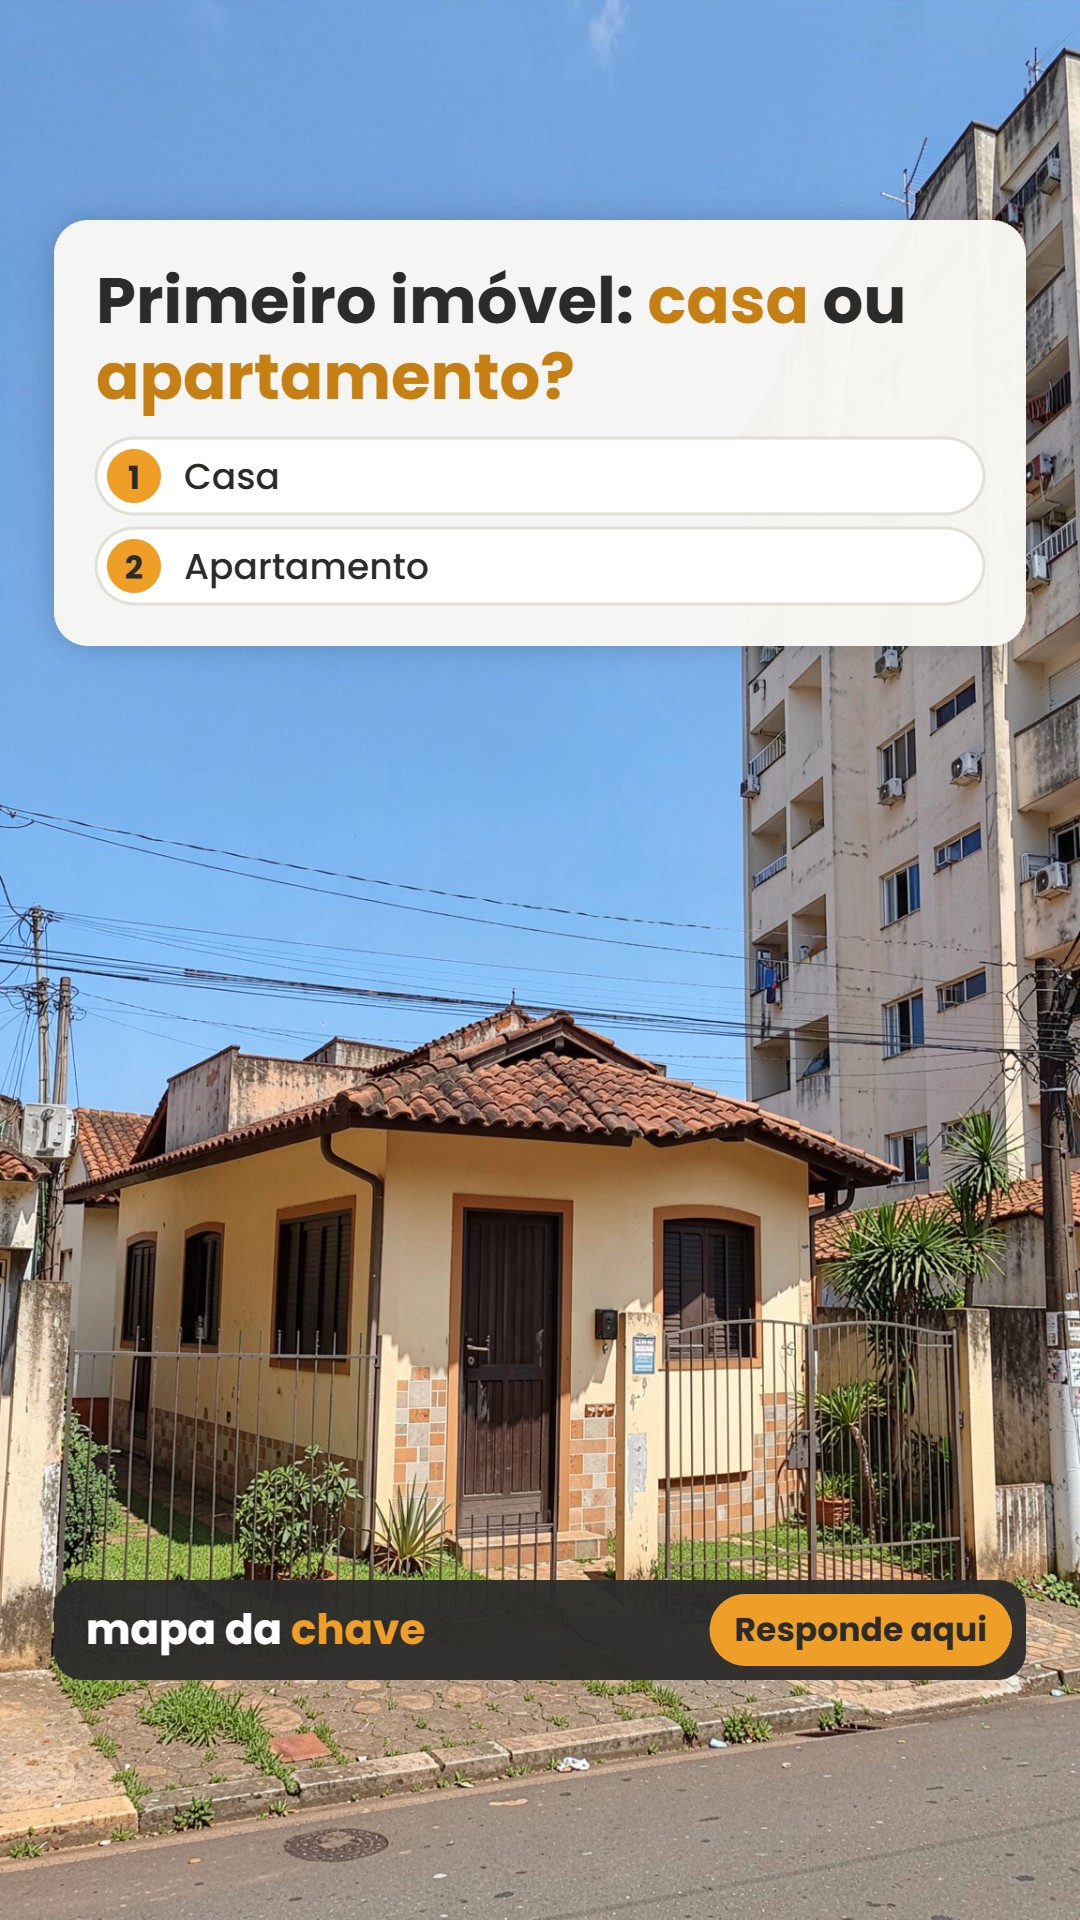 Primeiro imóvel: casa ou
apartamento?
1 Casa
2 Apartamento
mapa da chave
Responde aqui